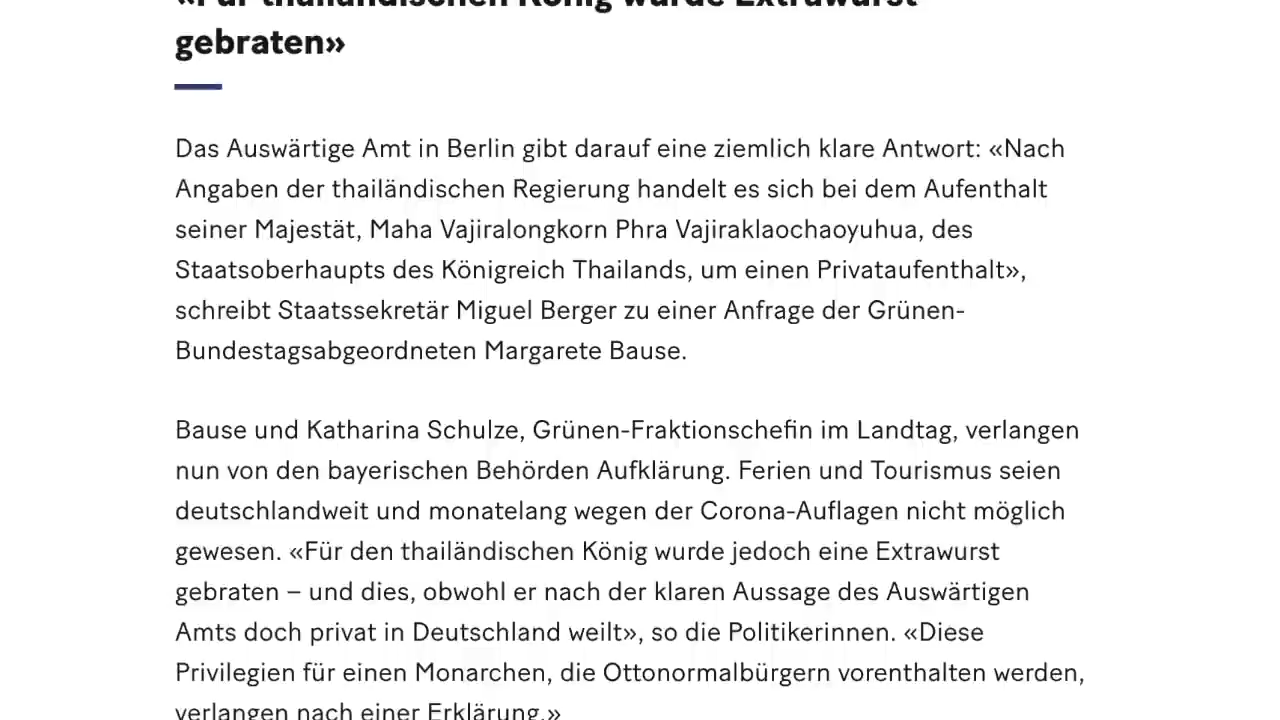 «Für thailändischen König wurde Extrawurst
gebraten»
Das Auswärtige Amt in Berlin gibt darauf eine ziemlich klare Antwort: «Nach
Angaben der thailändischen Regierung handelt es sich bei dem Aufenthalt
seiner Majestät, Maha Vajiralongkorn Phra Vajiraklaochaoyuhua, des
Staatsoberhaupts des Königreich Thailands, um einen Privataufenthalt»,
schreibt Staatssekretär Miguel Berger zu einer Anfrage der Grünen-
Bundestagsabgeordneten Margarete Bause.
Bause und Katharina Schulze, Grünen-Fraktionschefin im Landtag, verlangen
nun von den bayerischen Behörden Aufklärung. Ferien und Tourismus seien
deutschlandweit und monatelang wegen der Corona-Auflagen nicht möglich
gewesen. «Für den thailändischen König wurde jedoch eine Extrawurst
gebraten – und dies, obwohl er nach der klaren Aussage des Auswärtigen
Amts doch privat in Deutschland weilt», so die Politikerinnen. «Diese
Privilegien für einen Monarchen, die Ottonormalbürgern vorenthalten werden,
verlangen nach einer Erklärung.»